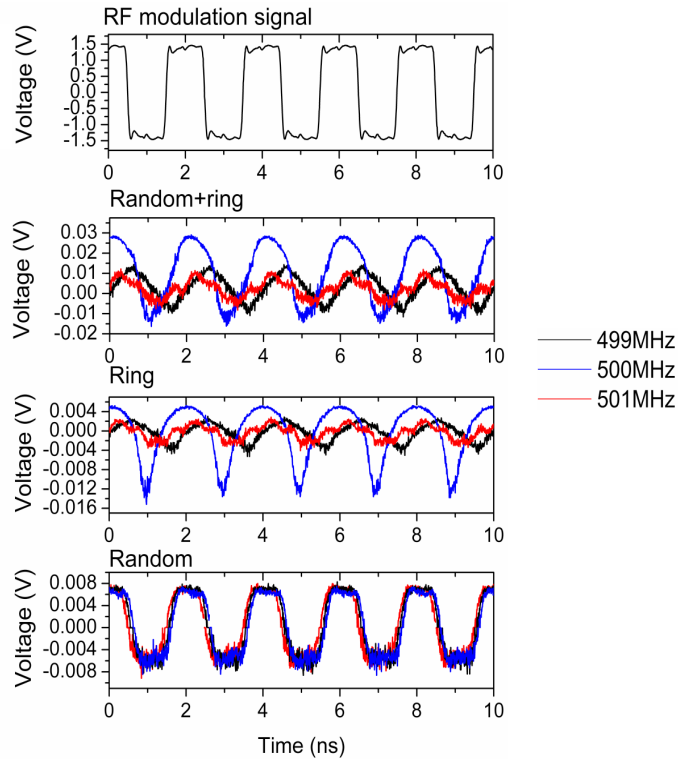 RF modulation signal
Voltage (V)
1.5
1.0
0.5
0.0
-0.5
-1.0
-1.5
0 2 4 6 8 10
Random+ring
Voltage (V)
0.03
0.02
0.01
0.00
-0.01
-0.02
0 2 4 6 8 10
499MHz
500MHz
501MHz
Ring
Voltage (V)
0.004
0.000
-0.004
-0.008
-0.012
-0.016
0 2 4 6 8 10
Random
Voltage (V)
0.008
0.004
0.000
-0.004
-0.008
0 2 4 6 8 10
Time (ns)